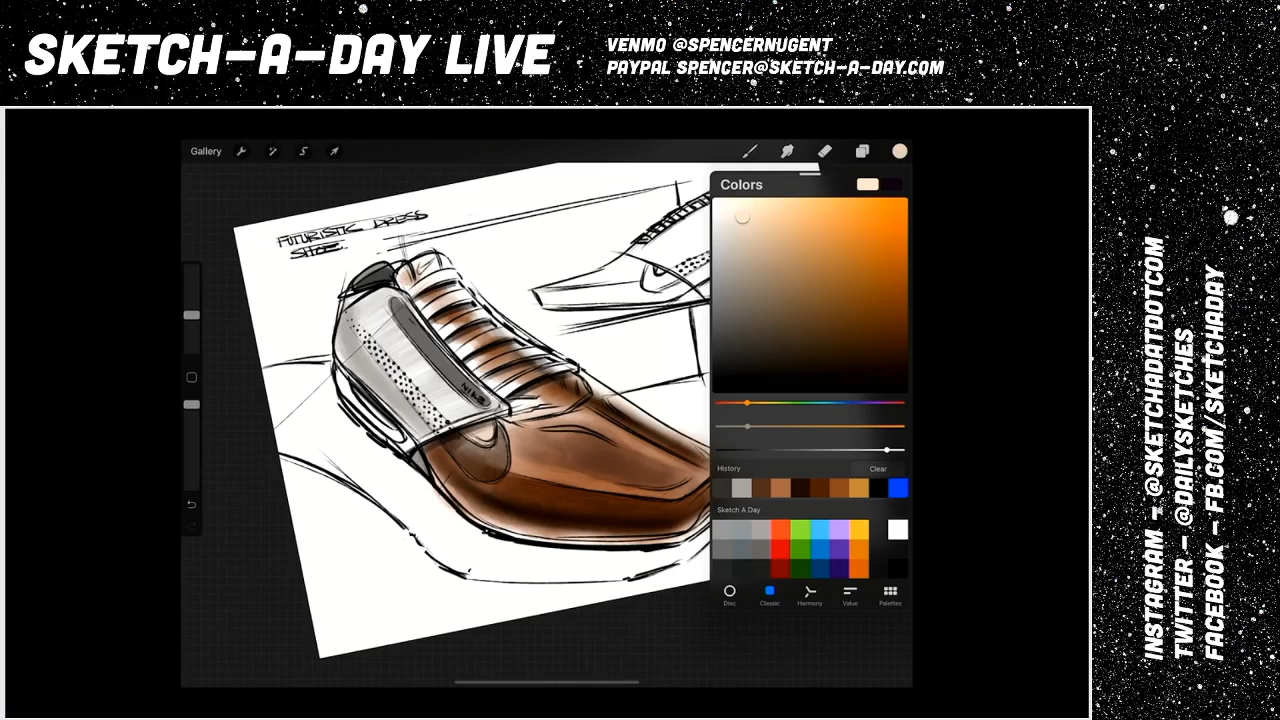 SKETCH-A-DAY LIVE
VENMO @SPENCERNUGENT
PAYPAL SPENCER@SKETCH-A-DAY.COM
Gallery
FUTURISTIC DRESS
SHOE
NIKE
Colors
History
Clear
Sketch A Day
Disc
Classic
Harmony
Value
Palettes
INSTAGRAM - @SKETCHADAYDOTCOM
TWITTER - @DAILYSKETCHES
FACEBOOK - FB.COM/SKETCHADAY